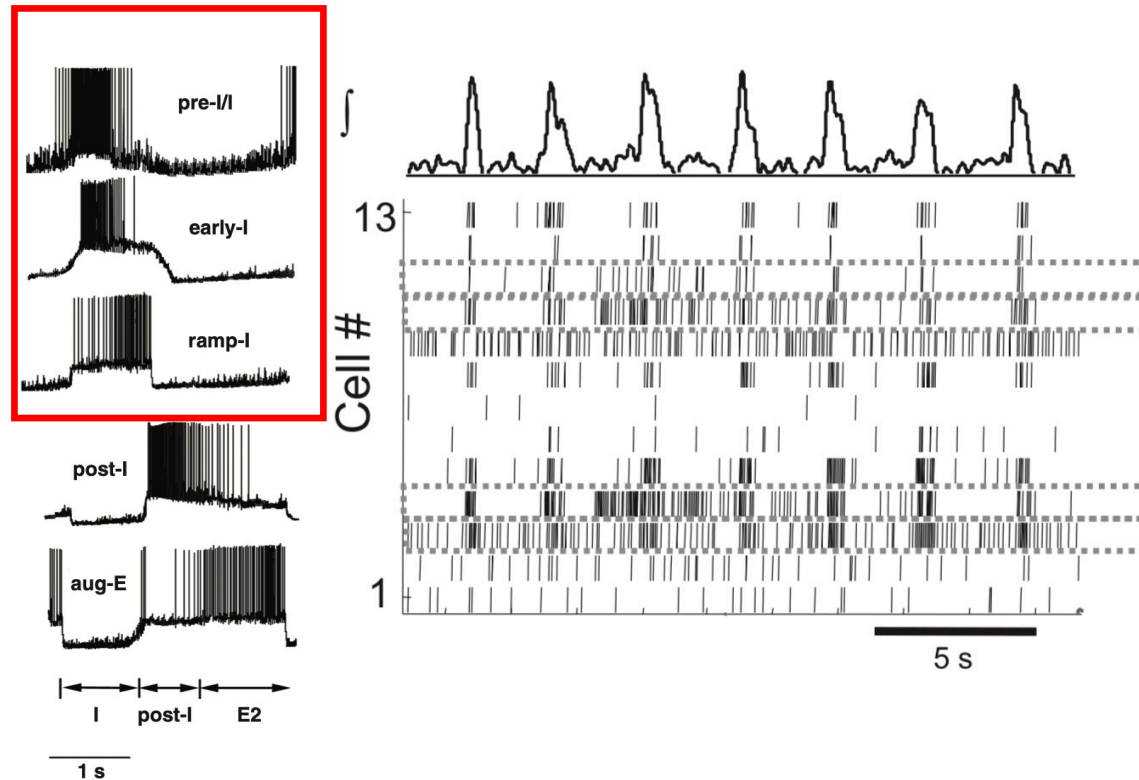 pre-I/I
early-I
ramp-I
post-I
aug-E
I post-I E2
1 s
∫
13
Cell #
1
5 s